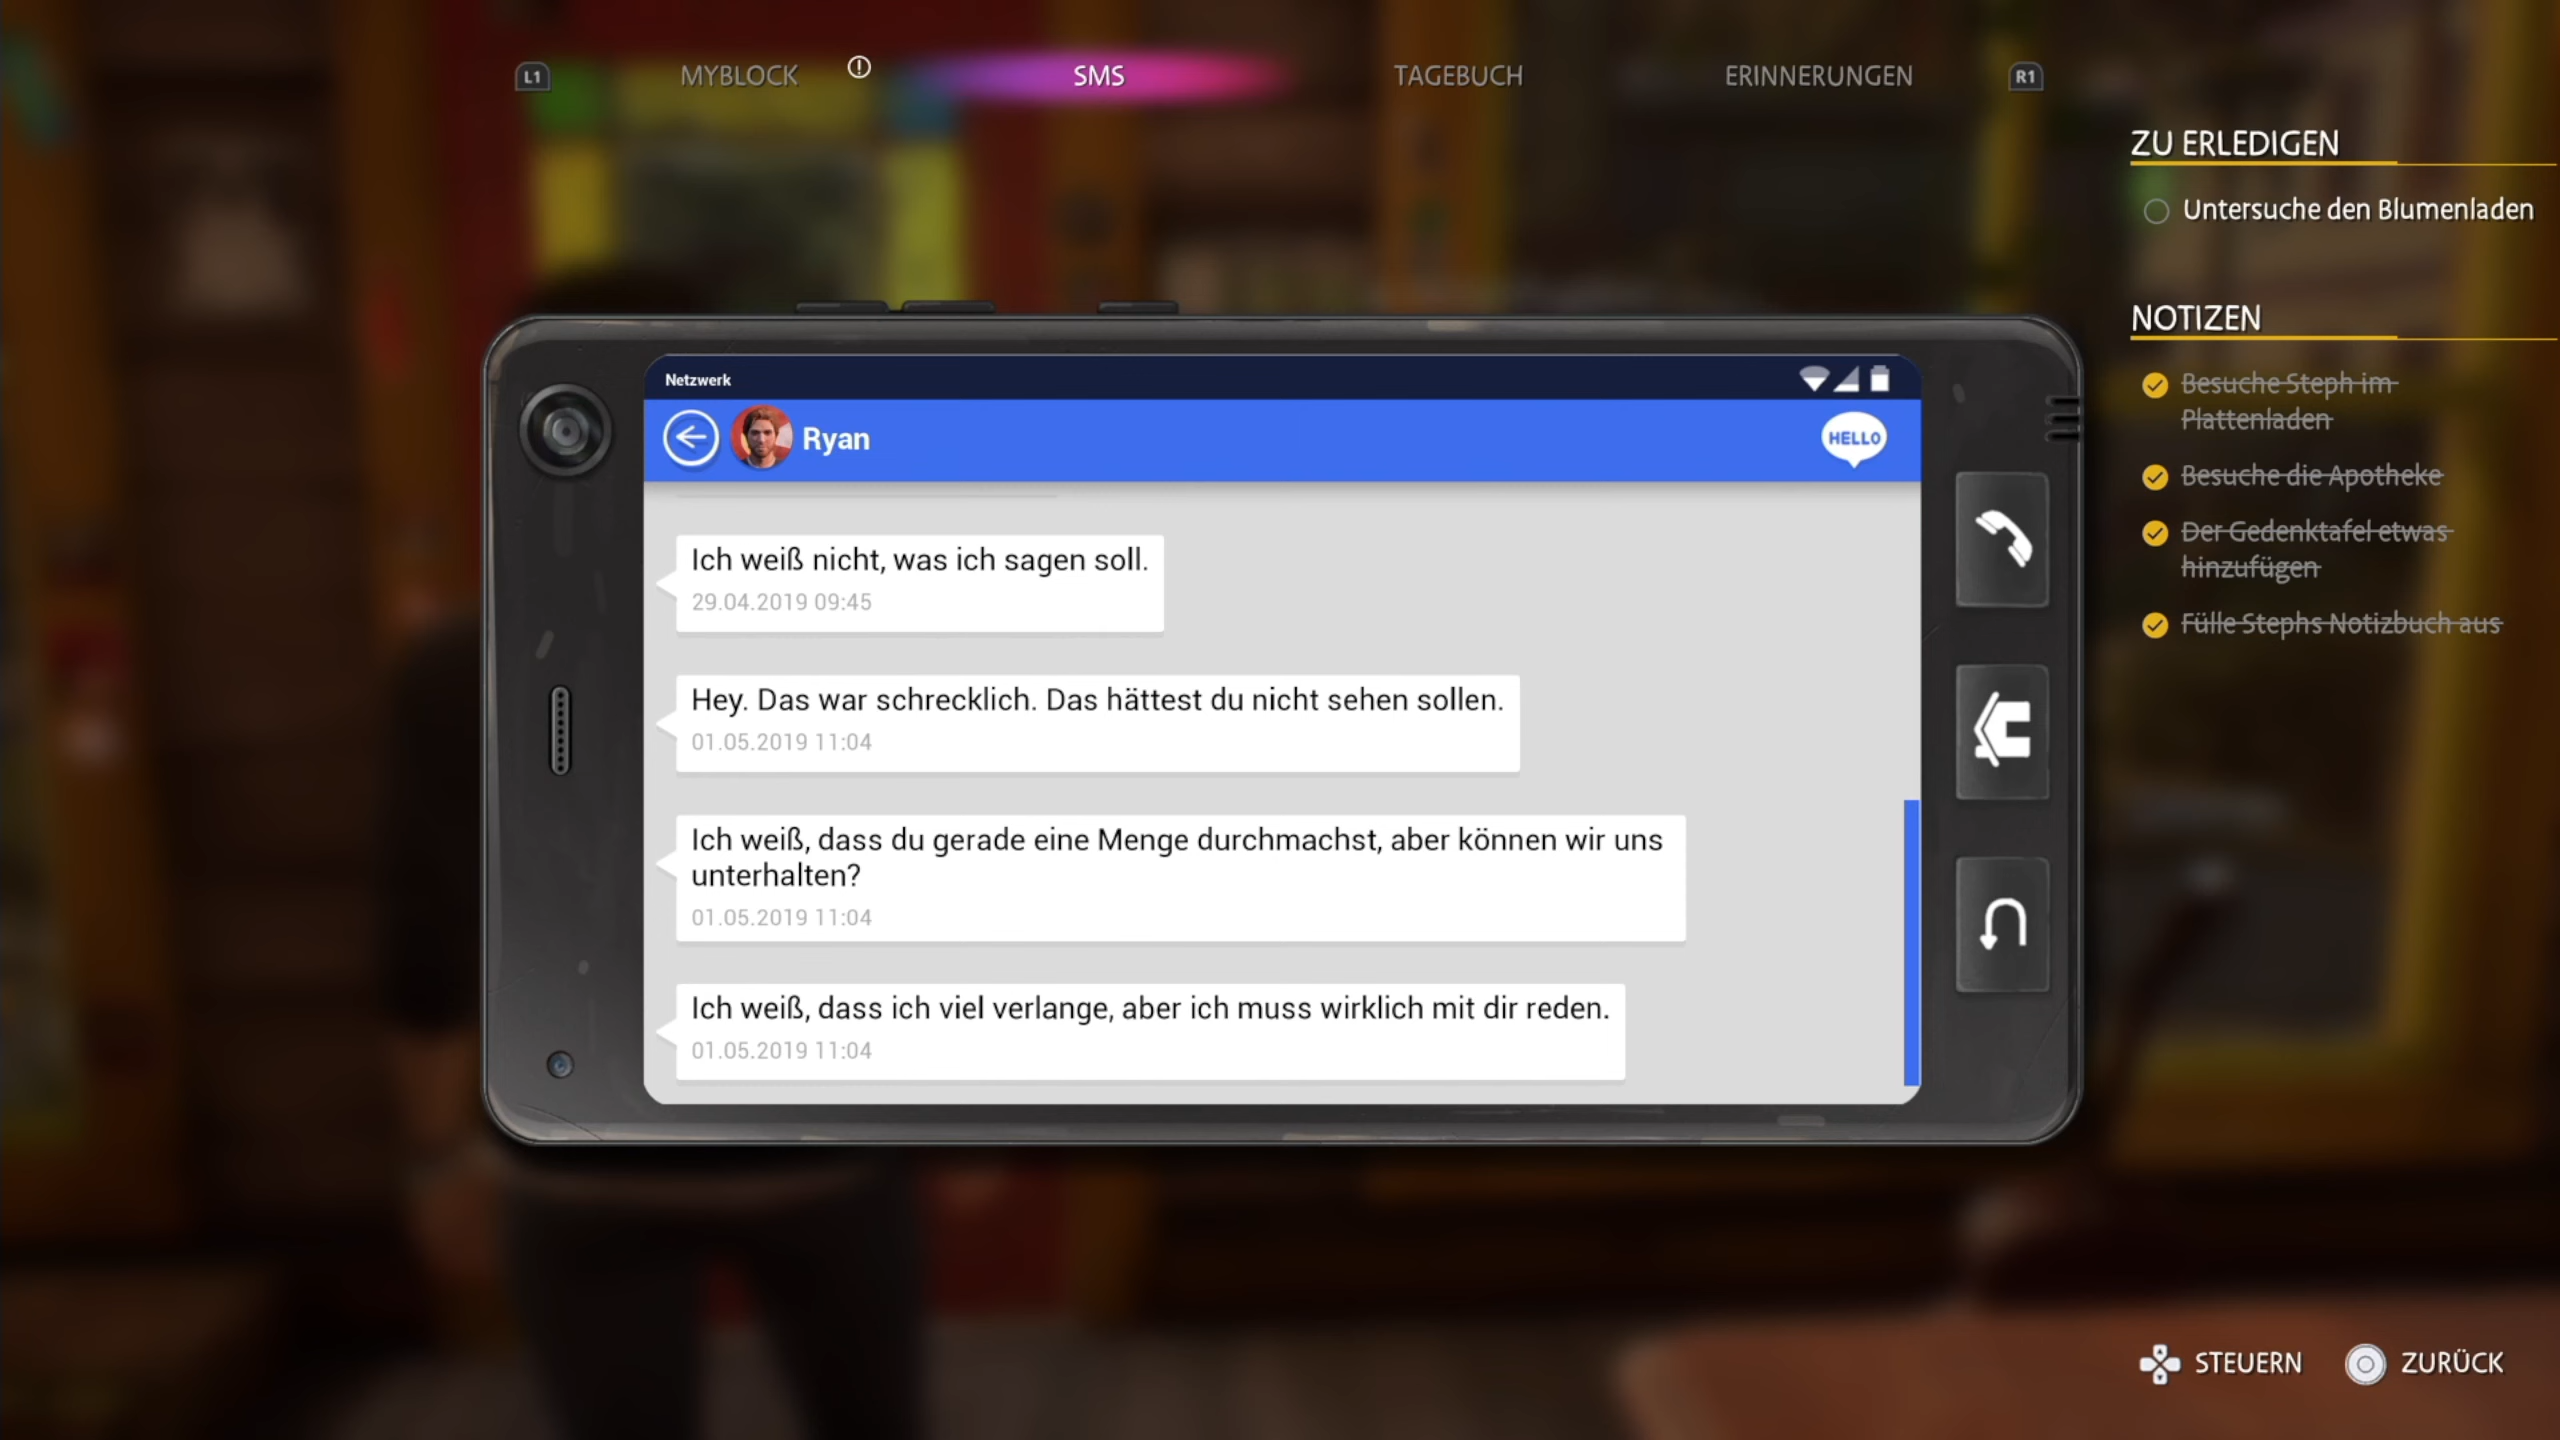 L1
MYBLOCK
SMS
TAGEBUCH
ERINNERUNGEN
R1
ZU ERLEDIGEN
Untersuche den Blumenladen
NOTIZEN
Besuche Steph im
Plattenladen
Besuche die Apotheke
Der Gedenktafel etwas
hinzufügen
Fülle Stephs Notizbuch aus
Netzwerk
Ryan
HELLO
Ich weiß nicht, was ich sagen soll.
29.04.2019 09:45
Hey. Das war schrecklich. Das hättest du nicht sehen sollen.
01.05.2019 11:04
Ich weiß, dass du gerade eine Menge durchmachst, aber können wir uns
unterhalten?
01.05.2019 11:04
Ich weiß, dass ich viel verlange, aber ich muss wirklich mit dir reden.
01.05.2019 11:04
STEUERN
ZURÜCK